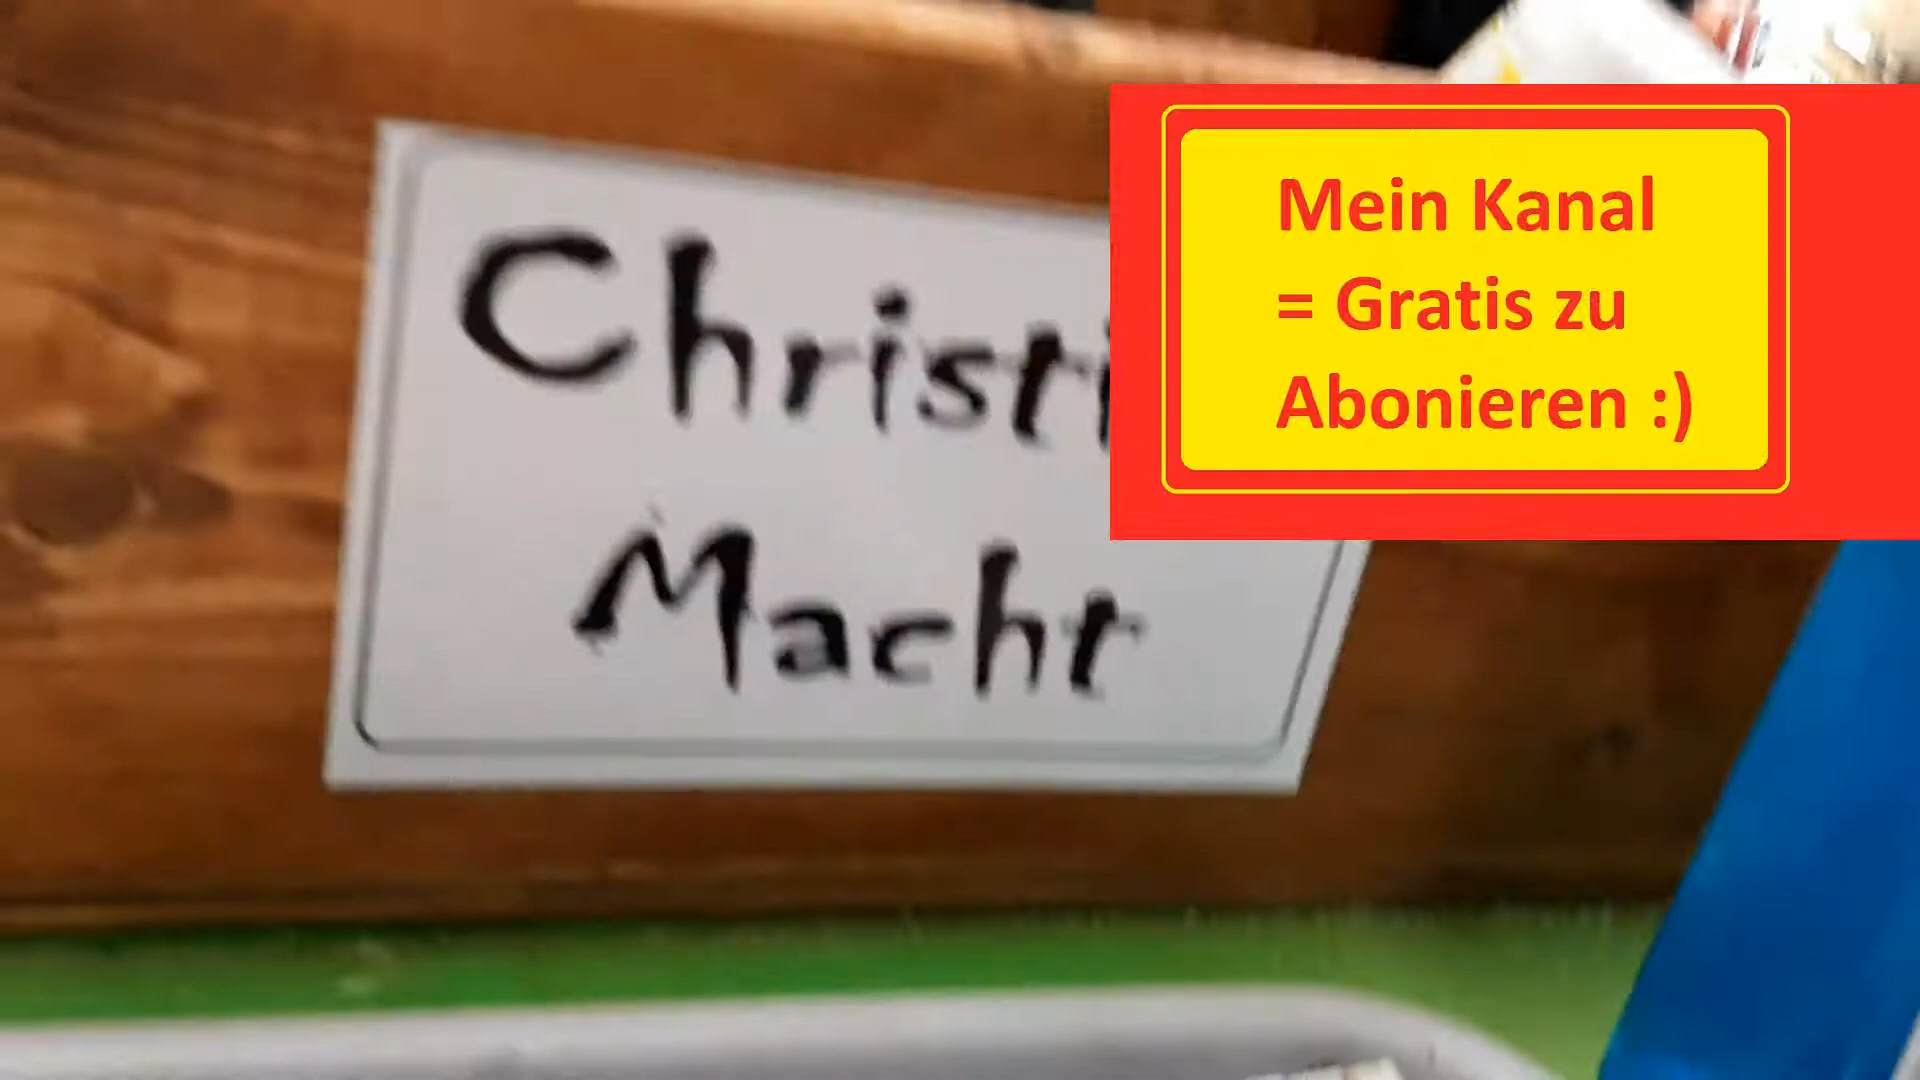 Christi
Macht
Mein Kanal
= Gratis zu
Abonieren :)